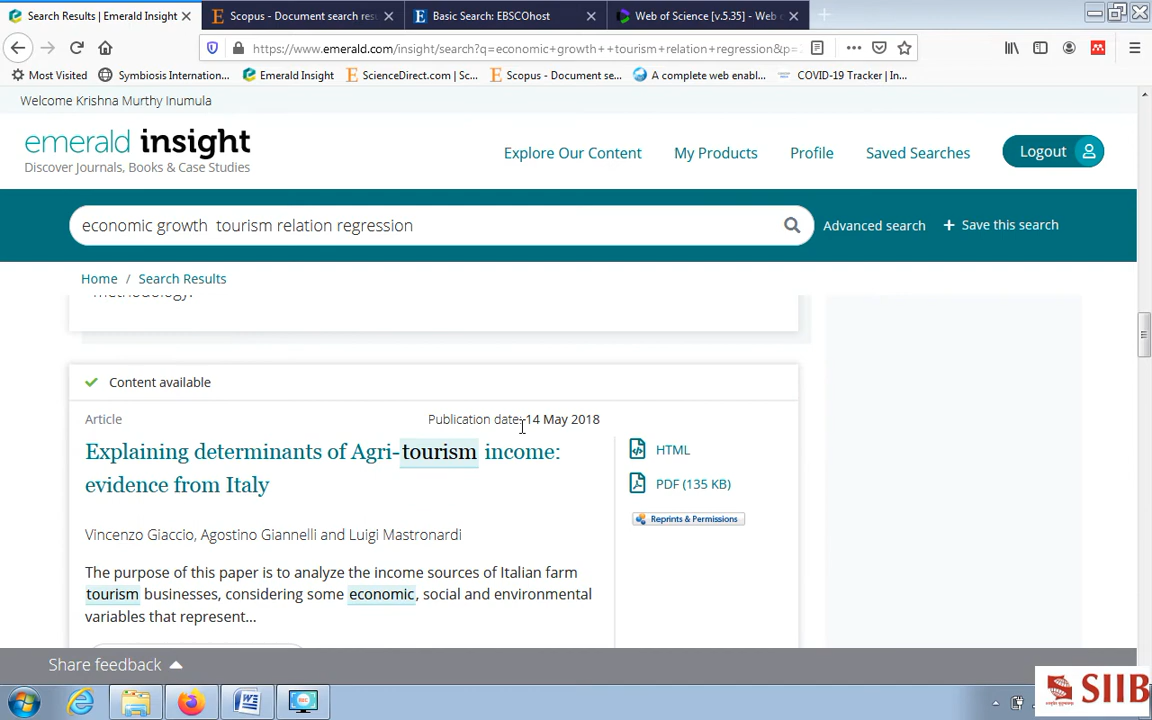 Search Results | Emerald Insight
Scopus - Document search res
Basic Search: EBSCOhost
Web of Science [v.5.35] - Web
https://www.emerald.com/insight/search?q=economic+growth++tourism+relation+regression&p=
Most Visited
Symbiosis Internation...
Emerald Insight
ScienceDirect.com | Sc...
Scopus - Document se...
A complete web enabl...
COVID-19 Tracker | In...
Welcome Krishna Murthy Inumula
emerald insight
Discover Journals, Books & Case Studies
Explore Our Content
My Products
Profile
Saved Searches
Logout
economic growth  tourism relation regression
Advanced search
+ Save this search
Home / Search Results
methodology.
Content available
Article
Publication date: 14 May 2018
Explaining determinants of Agri-tourism income:
evidence from Italy
HTML
PDF (135 KB)
Reprints & Permissions
Vincenzo Giaccio, Agostino Giannelli and Luigi Mastronardi
The purpose of this paper is to analyze the income sources of Italian farm
tourism businesses, considering some economic, social and environmental
variables that represent...
Share feedback
SIIB